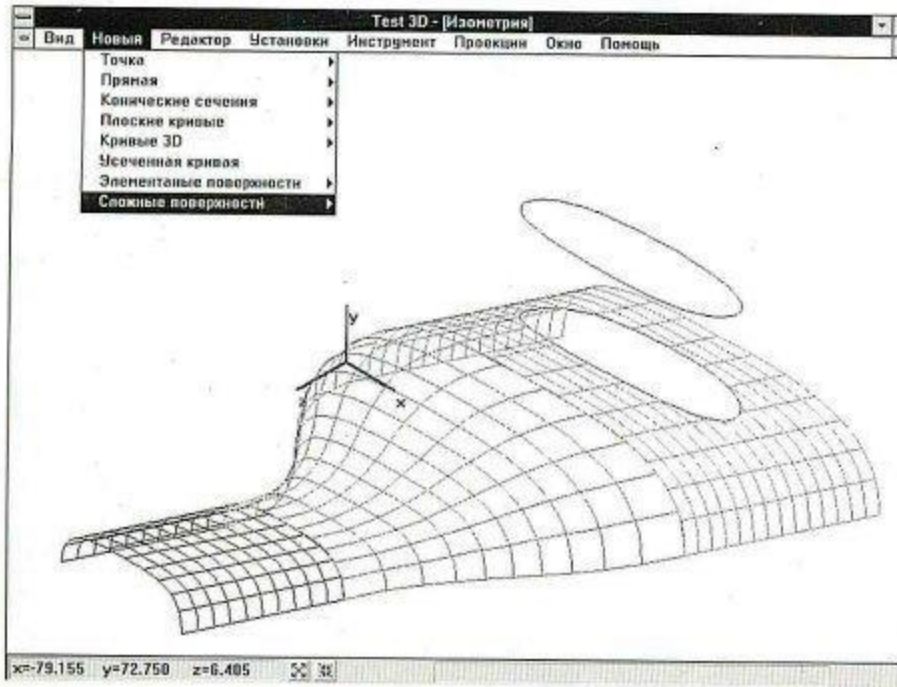 Test 3D - [Изометрия]
Вид Новыя Редактор Установки Инструмент Проекции Окно Помощь
Точка
Прямая
Конические сечения
Плоские кривые
Кривые 3D
Усеченная кривая
Элементаные поверхности
Сложные поверхности
y
z
x
x=-79.155 y=72.750 z=6.405